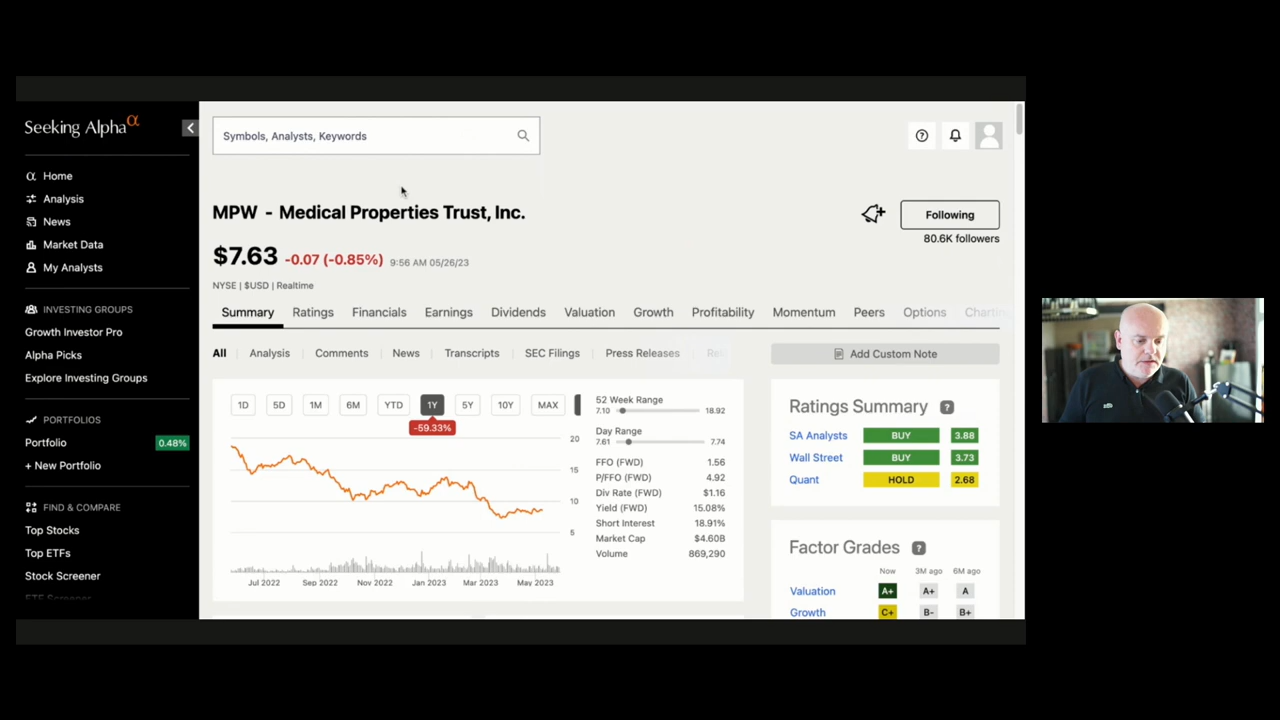 Seeking Alpha α
Home
Analysis
News
Market Data
My Analysts
INVESTING GROUPS
Growth Investor Pro
Alpha Picks
Explore Investing Groups
PORTFOLIOS
Portfolio 0.48%
+ New Portfolio
FIND & COMPARE
Top Stocks
Top ETFs
Stock Screener
ETF Screener
Symbols, Analysts, Keywords
MPW - Medical Properties Trust, Inc.
Following
80.6K followers
$7.63 -0.07 (-0.85%) 9:56 AM 05/26/23
NYSE | $USD | Realtime
Summary Ratings Financials Earnings Dividends Valuation Growth Profitability Momentum Peers Options Charting
All Analysis Comments News Transcripts SEC Filings Press Releases
Add Custom Note
1D 5D 1M 6M YTD 1Y 5Y 10Y MAX
-59.33%
20
15
10
5
Jul 2022 Sep 2022 Nov 2022 Jan 2023 Mar 2023 May 2023
52 Week Range
7.10 18.92
Day Range
7.61 7.74
FFO (FWD) 1.56
P/FFO (FWD) 4.92
Div Rate (FWD) $1.16
Yield (FWD) 15.08%
Short Interest 18.91%
Market Cap $4.60B
Volume 869,290
Ratings Summary ?
SA Analysts BUY 3.88
Wall Street BUY 3.73
Quant HOLD 2.68
Factor Grades ?
Now 3M ago 6M ago
Valuation A+ A+ A
Growth C+ B- B+